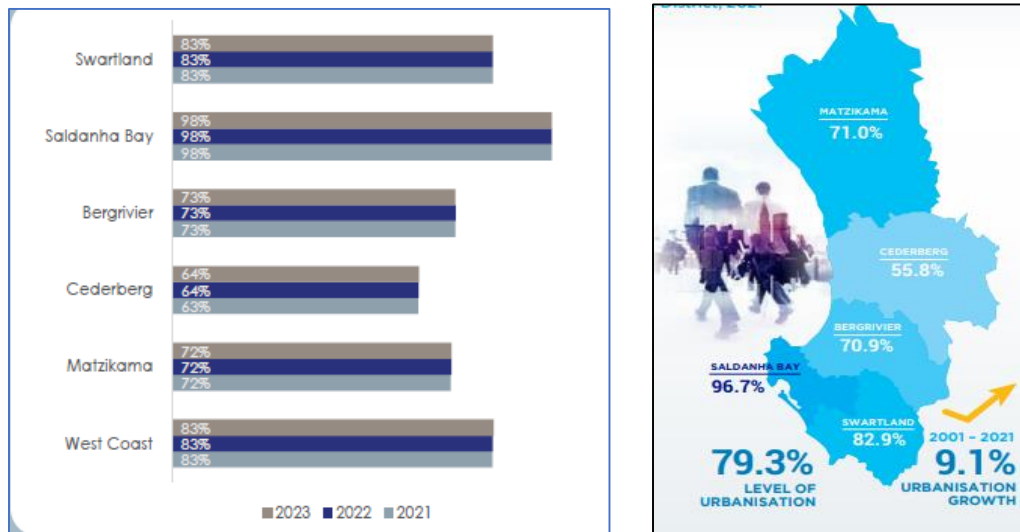 Swartland
83%
83%
83%
Saldanha Bay
98%
98%
98%
Bergrivier
73%
73%
73%
Cederberg
64%
64%
63%
Matzikama
72%
72%
72%
West Coast
83%
83%
83%
2023 2022 2021
District, 2021
MATZIKAMA
71.0%
CEDERBERG
55.8%
BERGRIVIER
70.9%
SALDANHA BAY
96.7%
SWARTLAND
82.9%
79.3%
LEVEL OF
URBANISATION
2001 - 2021
9.1%
URBANISATION
GROWTH